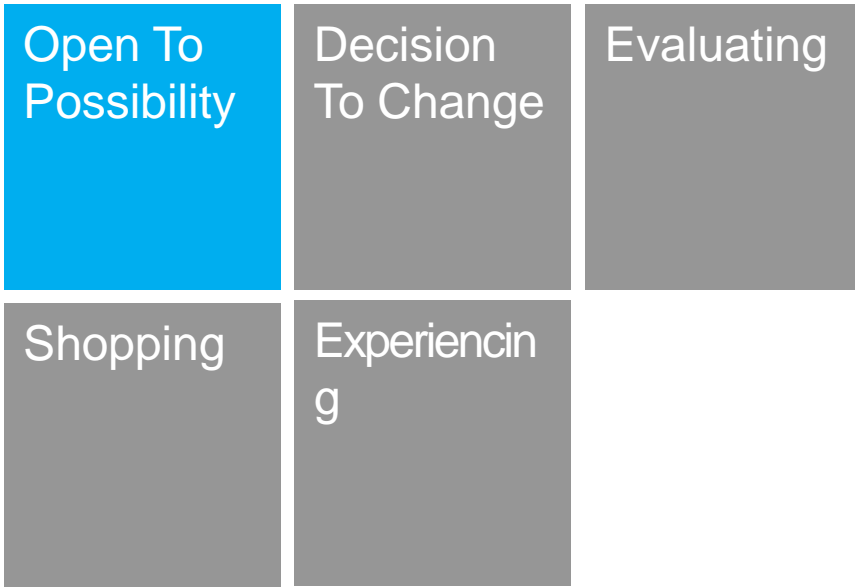 Open To
Possibility
Decision
To Change
Evaluating
Shopping
Experiencin
g